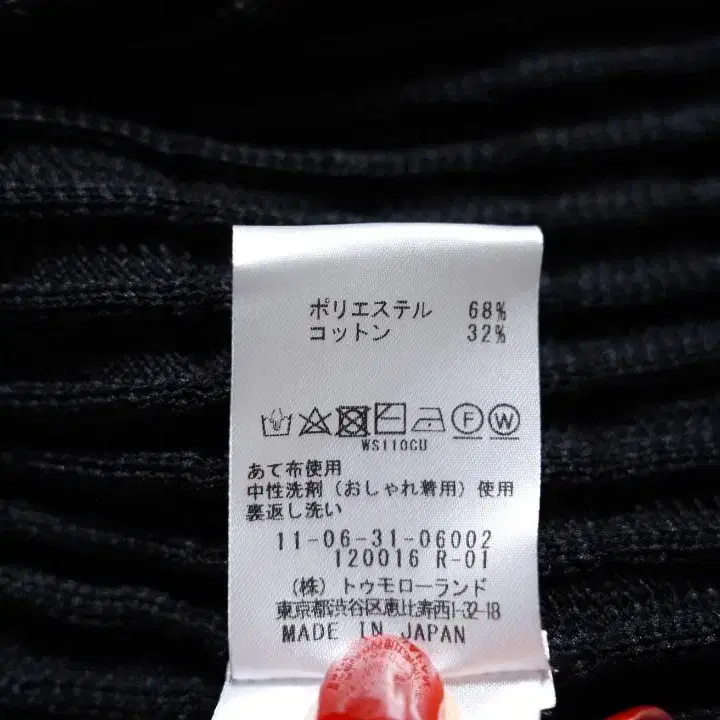 ポリエステル 68%
コットン 32%
F W
WS110CU
あて布使用
中性洗剤（おしゃれ着用）使用
裏返し洗い
11-06-31-06002
120016 R-01
（株）トゥモローランド
東京都渋谷区恵比寿西1-32-18
MADE IN JAPAN